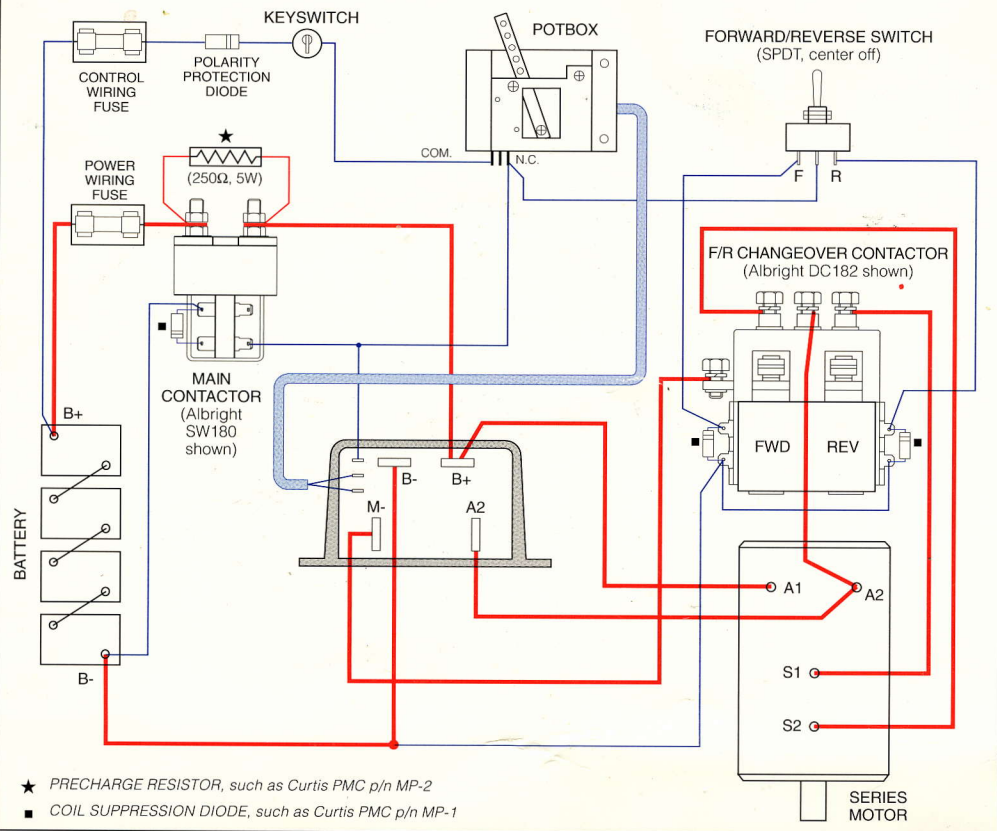 KEYSWITCH
POTBOX
FORWARD/REVERSE SWITCH
(SPDT, center off)
CONTROL
WIRING
FUSE
POLARITY
PROTECTION
DIODE
★
(250Ω, 5W)
COM.
N.C.
F
R
POWER
WIRING
FUSE
F/R CHANGEOVER CONTACTOR
(Albright DC182 shown)
■
MAIN
CONTACTOR
(Albright
SW180
shown)
■
FWD
REV
■
B+
BATTERY
B-
B-
B+
M-
A2
A1
A2
S1
S2
SERIES
MOTOR
★ PRECHARGE RESISTOR, such as Curtis PMC p/n MP-2
■ COIL SUPPRESSION DIODE, such as Curtis PMC p/n MP-1